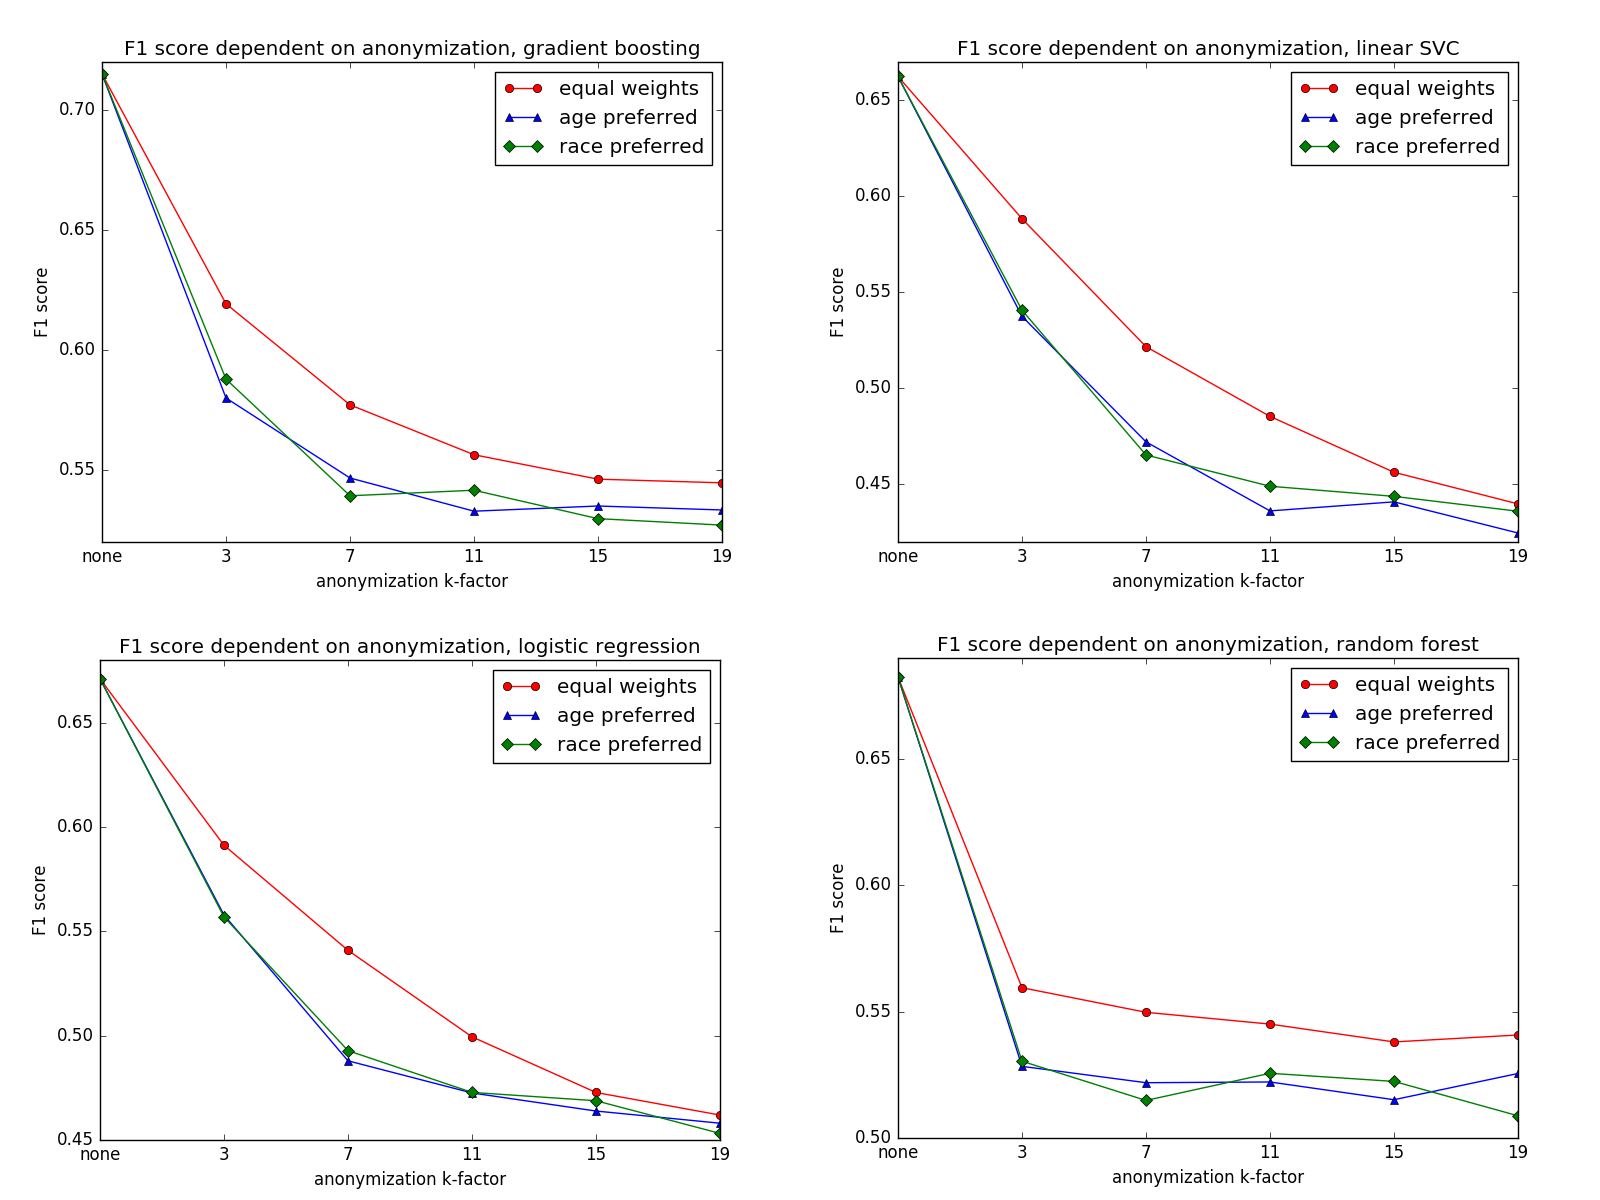 F1 score dependent on anonymization, gradient boosting
equal weights
age preferred
race preferred
0.70
0.65
0.60
0.55
F1 score
none 3 7 11 15 19
anonymization k-factor
F1 score dependent on anonymization, linear SVC
equal weights
age preferred
race preferred
0.65
0.60
0.55
0.50
0.45
F1 score
none 3 7 11 15 19
anonymization k-factor
F1 score dependent on anonymization, logistic regression
equal weights
age preferred
race preferred
0.65
0.60
0.55
0.50
0.45
F1 score
none 3 7 11 15 19
anonymization k-factor
F1 score dependent on anonymization, random forest
equal weights
age preferred
race preferred
0.65
0.60
0.55
0.50
F1 score
none 3 7 11 15 19
anonymization k-factor